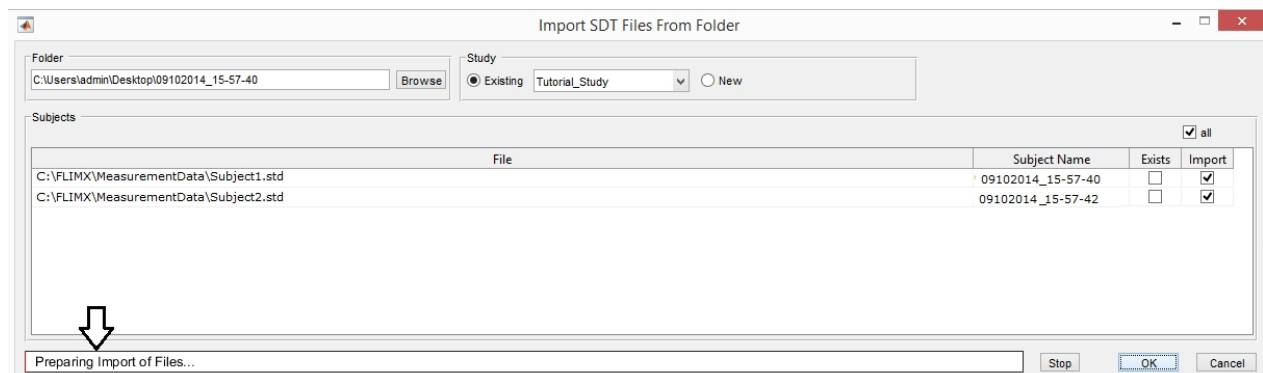 Import SDT Files From Folder
Folder
Study
C:\Users\admin\Desktop\09102014_15-57-40 Browse
Existing Tutorial_Study New
Subjects
all
File Subject Name Exists Import
C:\FLIMX\MeasurementData\Subject1.std 09102014_15-57-40
C:\FLIMX\MeasurementData\Subject2.std 09102014_15-57-42
Preparing Import of Files... Stop OK Cancel